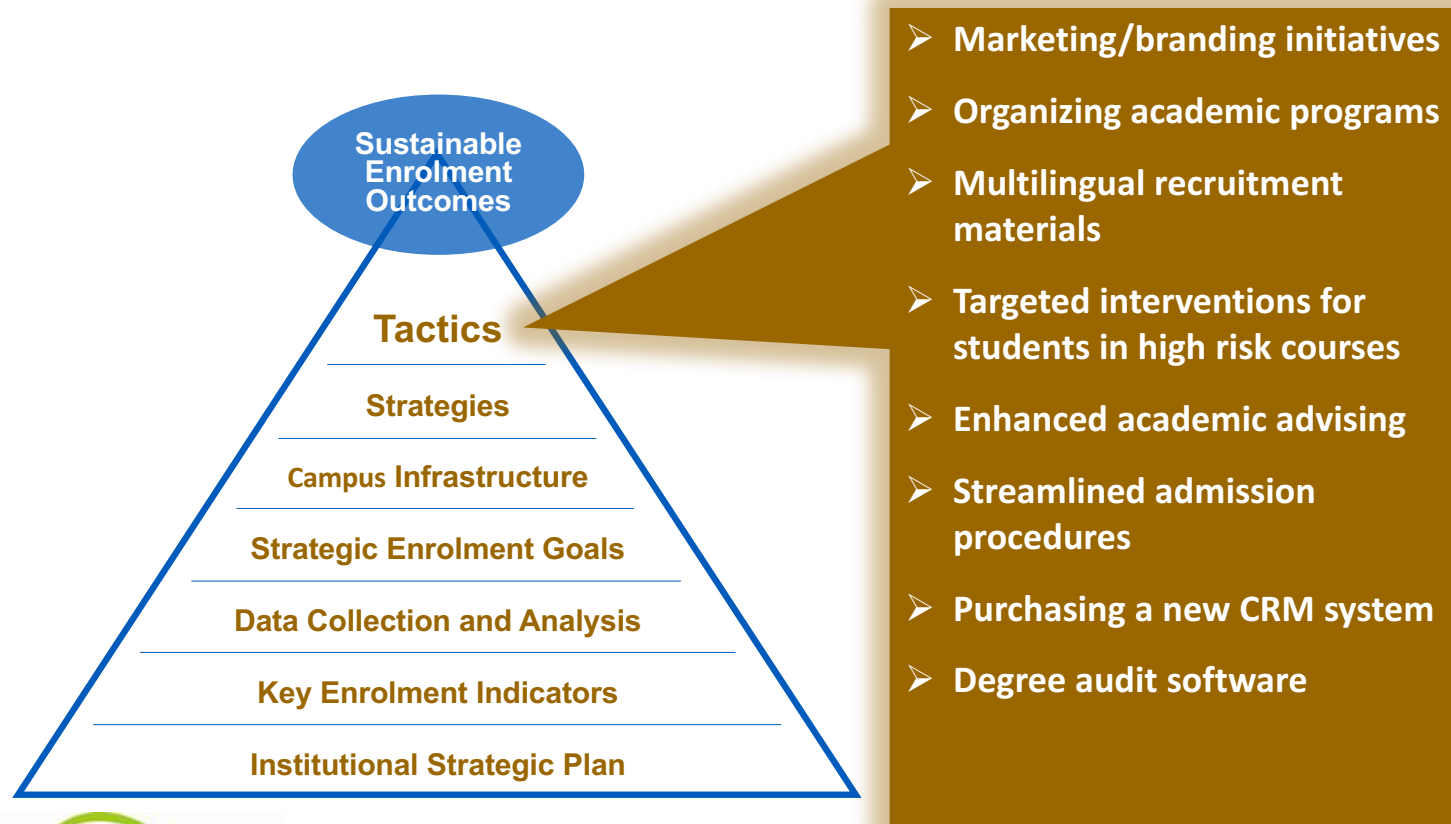 Sustainable
Enrolment
Outcomes
Tactics
Strategies
Campus Infrastructure
Strategic Enrolment Goals
Data Collection and Analysis
Key Enrolment Indicators
Institutional Strategic Plan
➢ Marketing/branding initiatives
➢ Organizing academic programs
➢ Multilingual recruitment
materials
➢ Targeted interventions for
students in high risk courses
➢ Enhanced academic advising
➢ Streamlined admission
procedures
➢ Purchasing a new CRM system
➢ Degree audit software